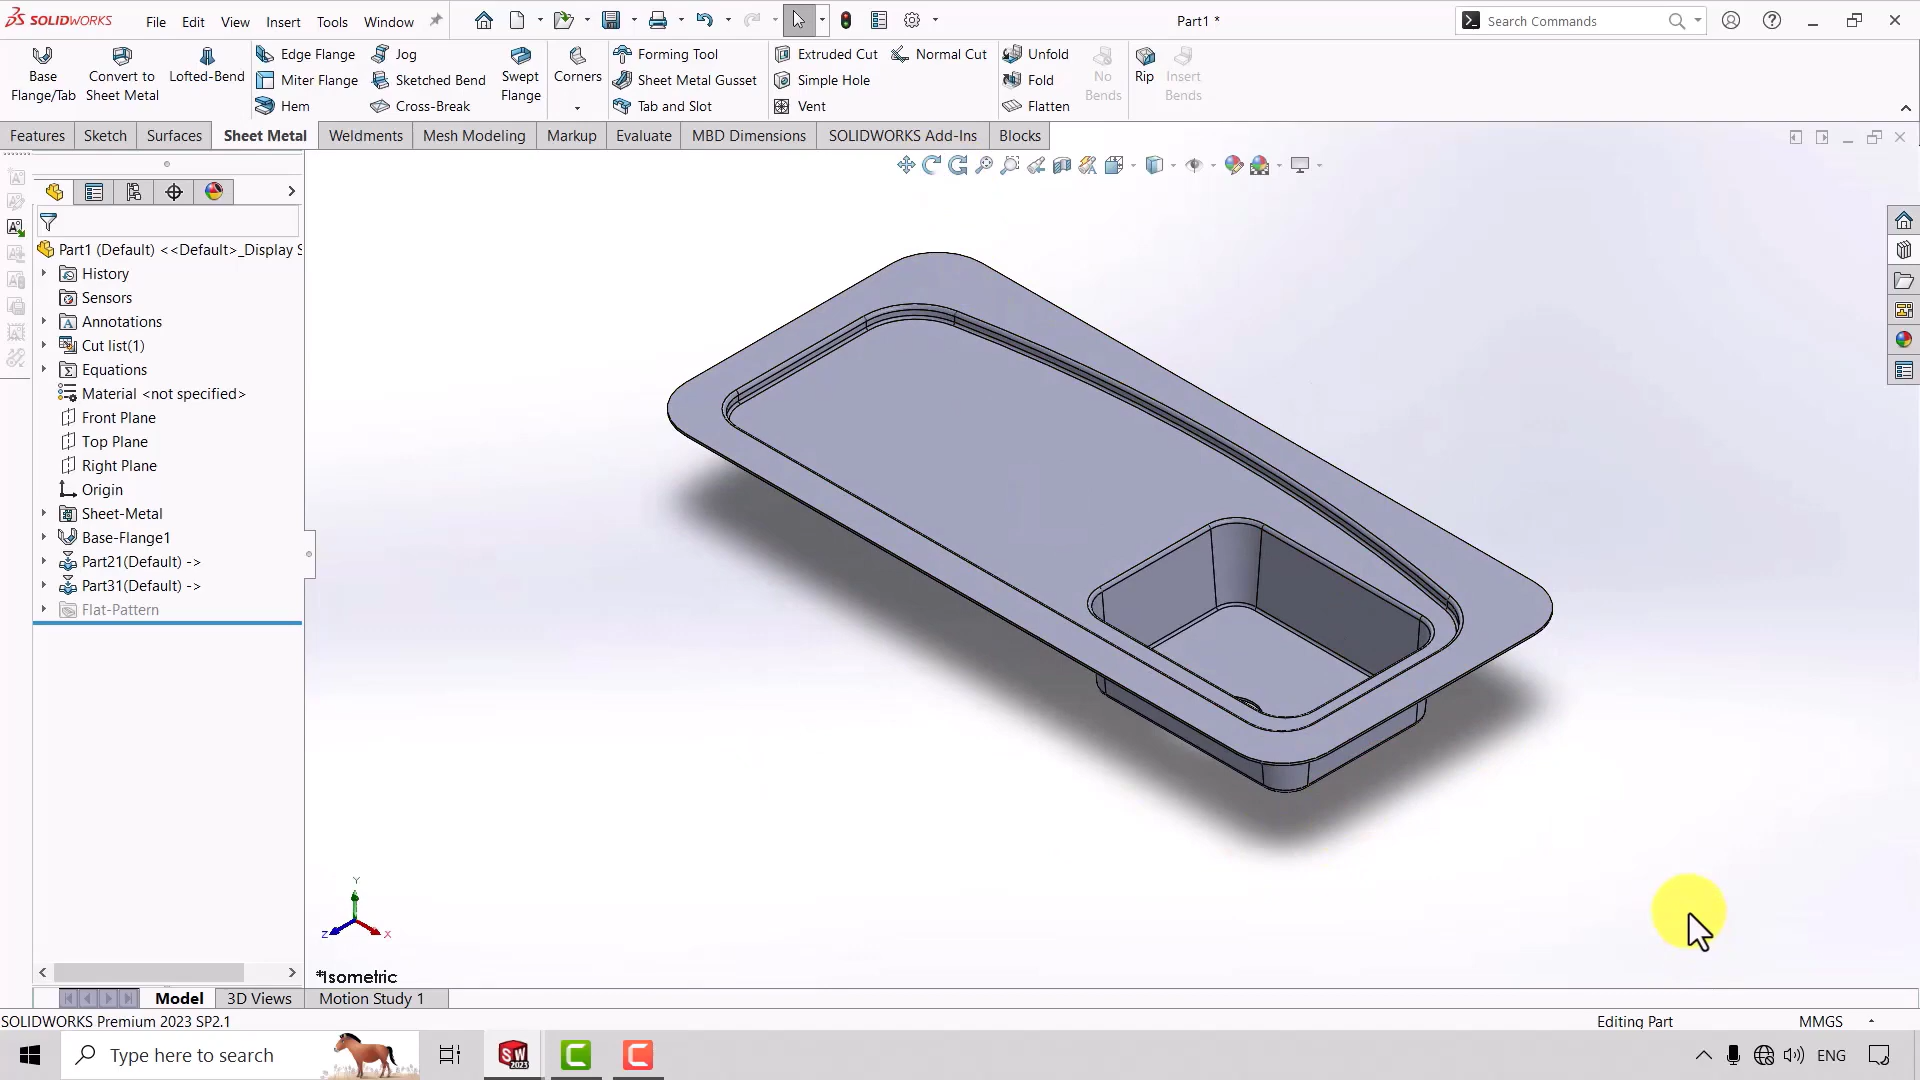 SOLIDWORKS File Edit View Insert Tools Window Part1 * Search Commands
Base Flange/Tab
Convert to Sheet Metal
Lofted-Bend
Edge Flange
Miter Flange
Hem
Jog
Sketched Bend
Cross-Break
Swept Flange
Corners
Forming Tool
Sheet Metal Gusset
Tab and Slot
Extruded Cut
Simple Hole
Vent
Normal Cut
Unfold
Fold
Flatten
No Bends
Rip
Insert Bends
Features Sketch Surfaces Sheet Metal Weldments Mesh Modeling Markup Evaluate MBD Dimensions SOLIDWORKS Add-Ins Blocks
Part1 (Default) <<Default>_Display S
History
Sensors
Annotations
Cut list(1)
Equations
Material <not specified>
Front Plane
Top Plane
Right Plane
Origin
Sheet-Metal
Base-Flange1
Part21(Default) ->
Part31(Default) ->
Flat-Pattern
Y
Z X
*Isometric
Model 3D Views Motion Study 1
SOLIDWORKS Premium 2023 SP2.1 Editing Part MMGS
Type here to search SW 2023 ENG